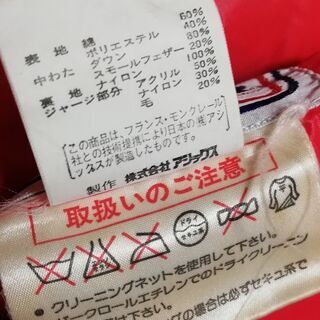 表地 綿 60%
ポリエステル 40%
中わた ダウン 80%
スモールフェザー 20%
裏地 ナイロン 100%
ジャージ部分 アクリル 50%
ナイロン 30%
毛 20%
この商品は、フランス・モンクレール
社との技術提携により日本の㈱アシ
ックスが製造したものです。
製作 株式会社アシックス
取扱いのご注意
ドライ
セキユ系
クリーニングネットを使用して下さい。
パークロールエチレンでのドライクリーニン
グの場合は必ずセキユ系で